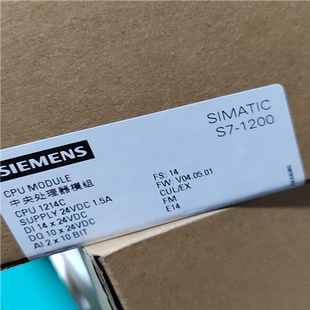 SIEMENS
SIMATIC
S7-1200
CPU MODULE
中央处理器模組
CPU 1214C
SUPPLY 24VDC 1.5A
DI 14 x 24VDC
DQ 10 x 24VDC
AI 2 x 10 BIT
FS: 14
FW: V04.05.01
CUL/EX
FM
E14